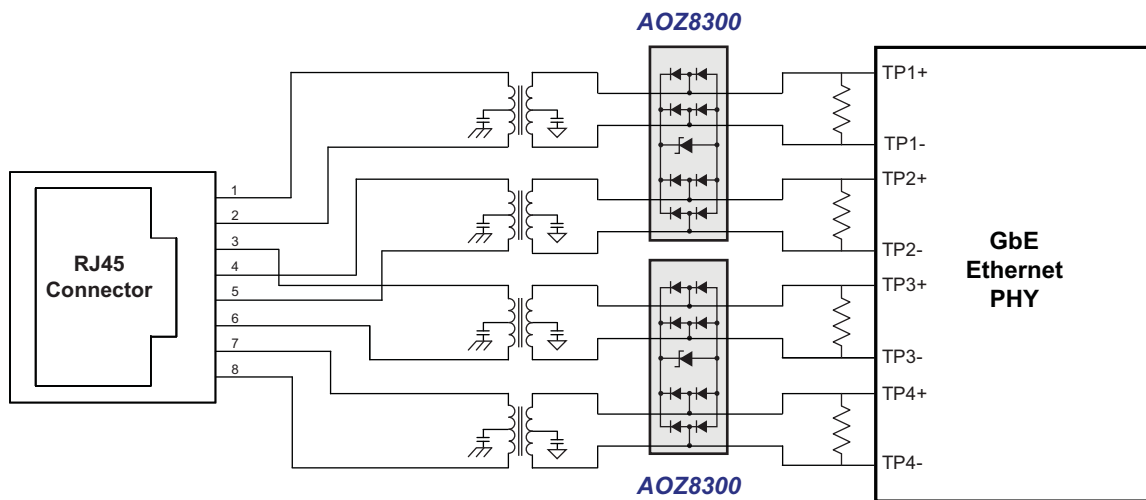 AOZ8300
TP1+
TP1-
TP2+
TP2-
TP3+
TP3-
TP4+
TP4-
GbE
Ethernet
PHY
RJ45
Connector
1
2
3
4
5
6
7
8
AOZ8300